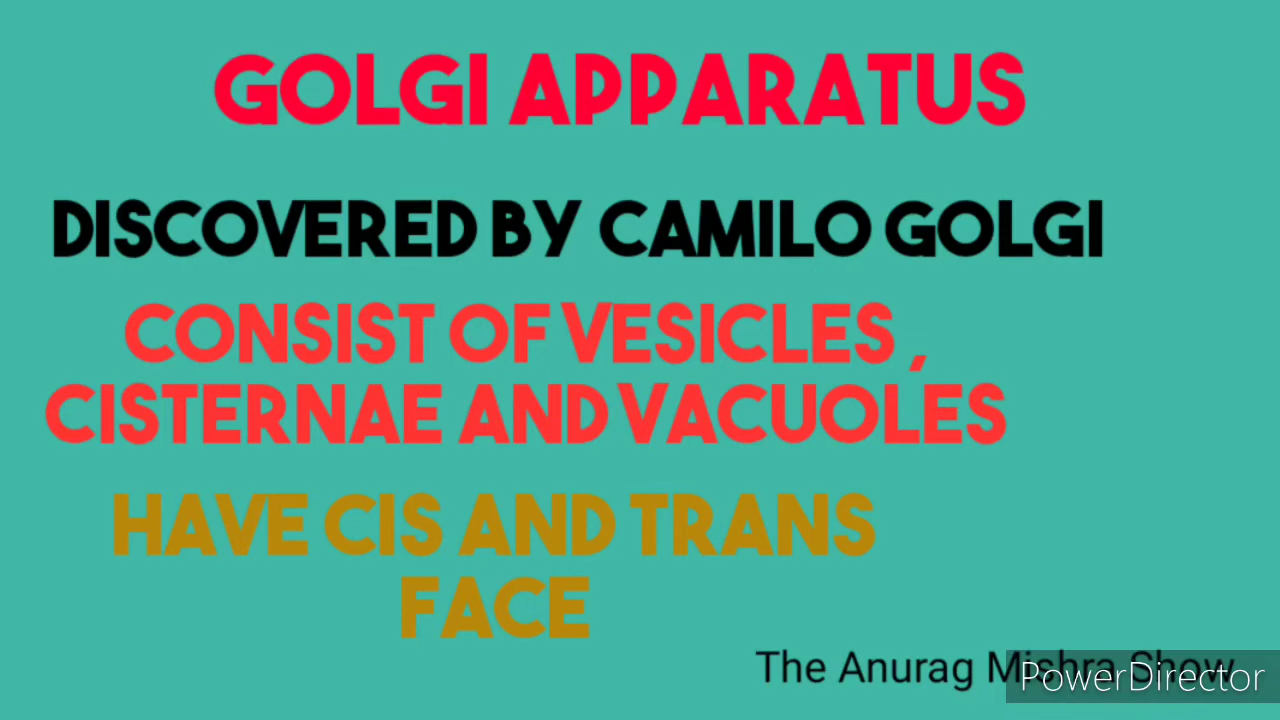 GOLGI APPARATUS
DISCOVERED BY CAMILO GOLGI
CONSIST OF VESICLES ,
CISTERNAE AND VACUOLES
HAVE CIS AND TRANS
FACE
The Anurag Mishra Show
PowerDirector